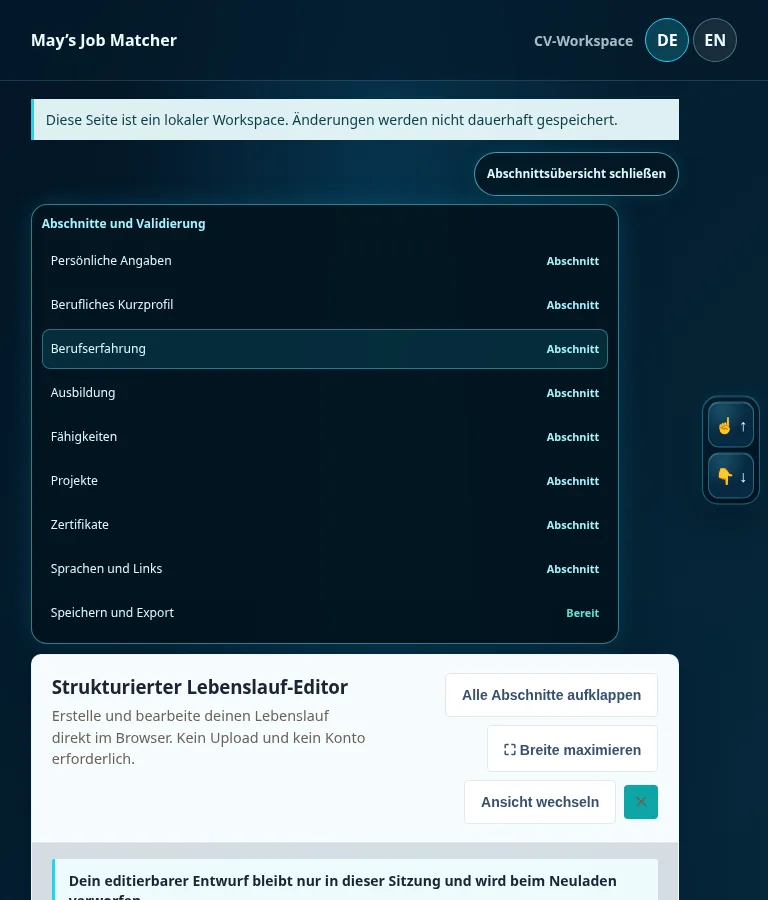 May’s Job Matcher
CV-Workspace DE EN
Diese Seite ist ein lokaler Workspace. Änderungen werden nicht dauerhaft gespeichert.
Abschnittsübersicht schließen
Abschnitte und Validierung
Persönliche Angaben Abschnitt
Berufliches Kurzprofil Abschnitt
Berufserfahrung Abschnitt
Ausbildung Abschnitt
Fähigkeiten Abschnitt
Projekte Abschnitt
Zertifikate Abschnitt
Sprachen und Links Abschnitt
Speichern und Export Bereit
☝ ↑
👇 ↓
Strukturierter Lebenslauf-Editor
Erstelle und bearbeite deinen Lebenslauf
direkt im Browser. Kein Upload und kein Konto
erforderlich.
Alle Abschnitte aufklappen
⛶ Breite maximieren
Ansicht wechseln ✕
Dein editierbarer Entwurf bleibt nur in dieser Sitzung und wird beim Neuladen
verworfen.